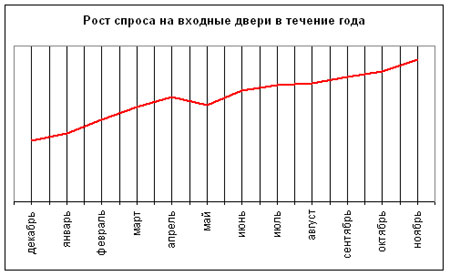 Рост спроса на входные двери в течение года
декабрь
январь
февраль
март
апрель
май
июнь
июль
август
сентябрь
октябрь
ноябрь